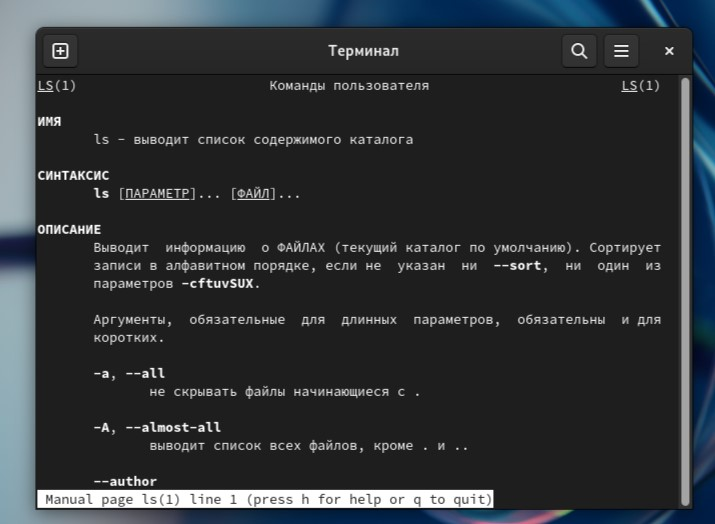 Терминал
LS(1) Команды пользователя LS(1)
ИМЯ
ls - выводит список содержимого каталога
СИНТАКСИС
ls [ПАРАМЕТР]... [ФАЙЛ]...
ОПИСАНИЕ
Выводит информацию о ФАЙЛАХ (текущий каталог по умолчанию). Сортирует
записи в алфавитном порядке, если не указан ни --sort, ни один из
параметров -cftuvSUX.
Аргументы, обязательные для длинных параметров, обязательны и для
коротких.
-a, --all
не скрывать файлы начинающиеся с .
-A, --almost-all
выводит список всех файлов, кроме . и ..
--author
Manual page ls(1) line 1 (press h for help or q to quit)